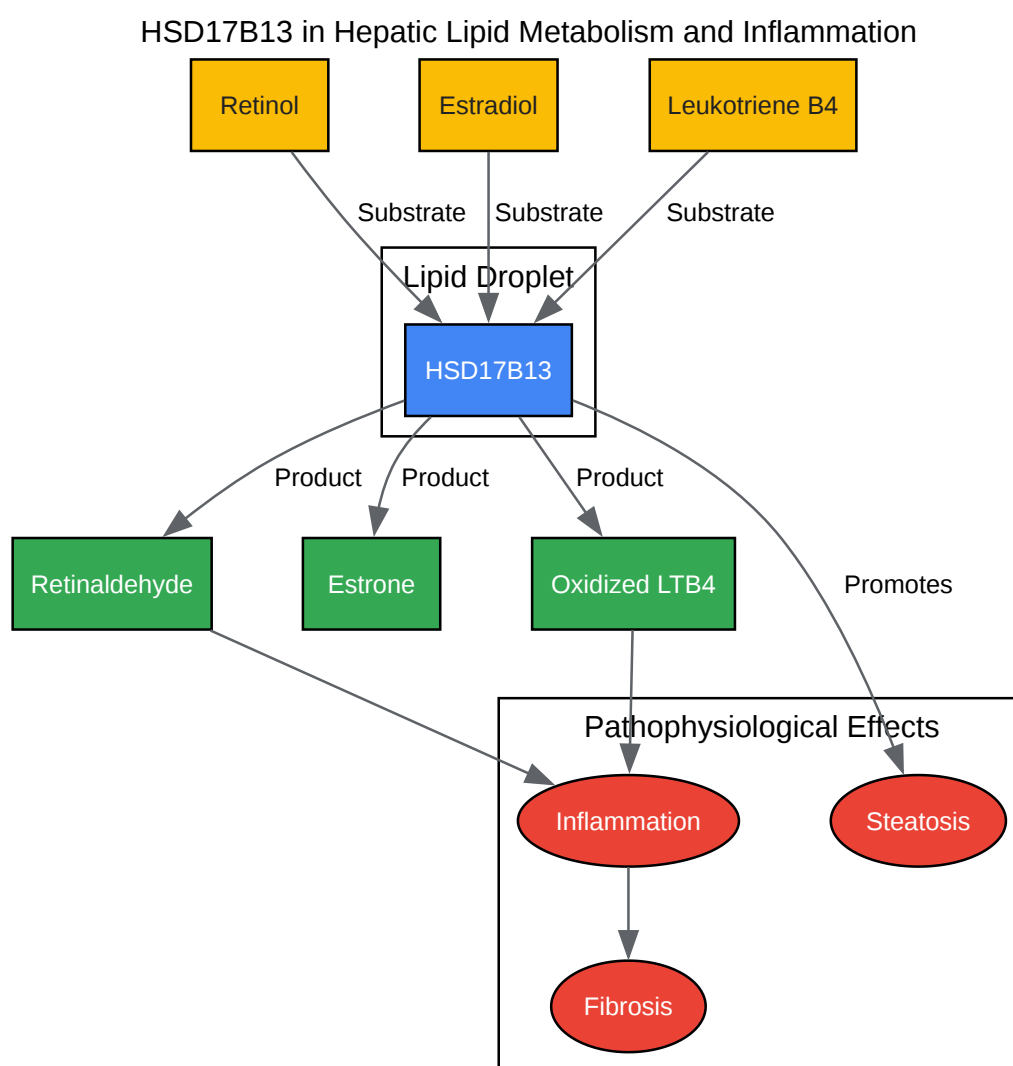 HSD17B13 in Hepatic Lipid Metabolism and Inflammation
Retinol
Estradiol
Leukotriene B4
Substrate
Substrate
Substrate
Lipid Droplet
HSD17B13
Product
Product
Product
Retinaldehyde
Estrone
Oxidized LTB4
Promotes
Pathophysiological Effects
Inflammation
Steatosis
Fibrosis